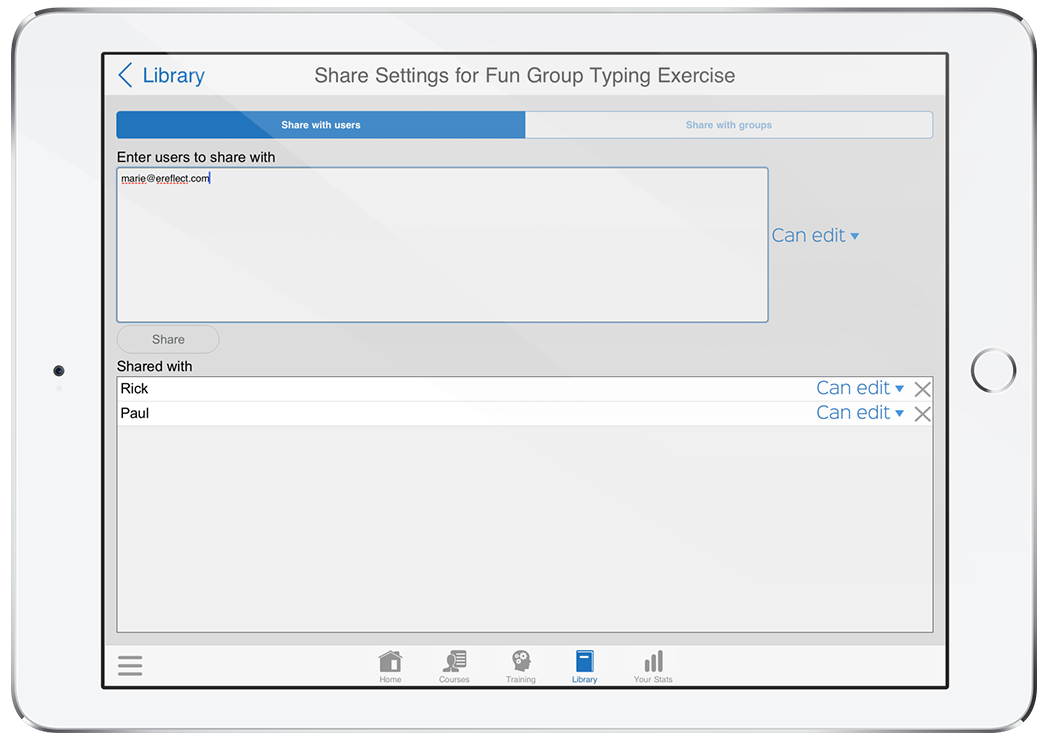 Library
Share Settings for Fun Group Typing Exercise
Share with users
Share with groups
Enter users to share with
marie@ereflect.com
Can edit
Share
Shared with
Rick
Can edit
Paul
Can edit
Home
Courses
Training
Library
Your Stats